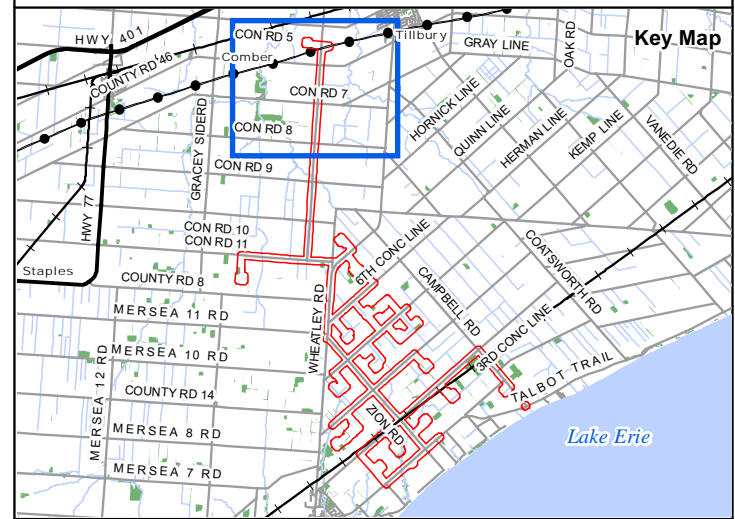 HWY 401
CON RD 5
Tillbury
GRAY LINE
OAK RD
Key Map
Comber
COUNTY RD 46
CON RD 7
HORNICK LINE
QUINN LINE
HERMAN LINE
KEMP LINE
VANEDIE RD
GRACEY SIDERD
CON RD 8
CON RD 9
HWY 77
CON RD 10
CON RD 11
6TH CONC LINE
COATSWORTH RD
Staples
COUNTY RD 8
CAMPBELL RD
WHEATLEY RD
MERSEA 11 RD
3RD CONC LINE
MERSEA 10 RD
TALBOT TRAIL
MERSEA 12 RD
COUNTY RD 14
ZION RD
MERSEA 8 RD
Lake Erie
MERSEA 7 RD